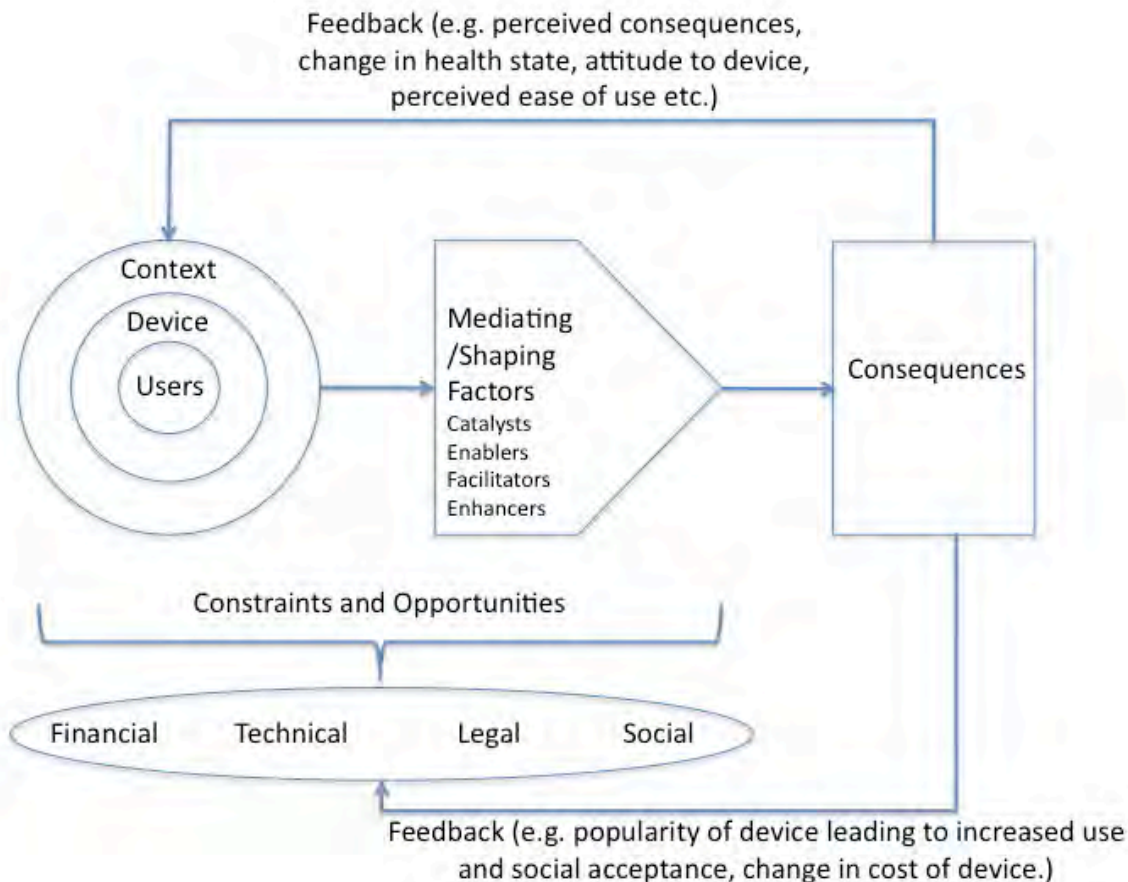 Feedback (e.g. perceived consequences,
change in health state, attitude to device,
perceived ease of use etc.)
Context
Device
Users
Mediating
/Shaping
Factors
Catalysts
Enablers
Facilitators
Enhancers
Consequences
Constraints and Opportunities
Financial Technical Legal Social
Feedback (e.g. popularity of device leading to increased use
and social acceptance, change in cost of device.)